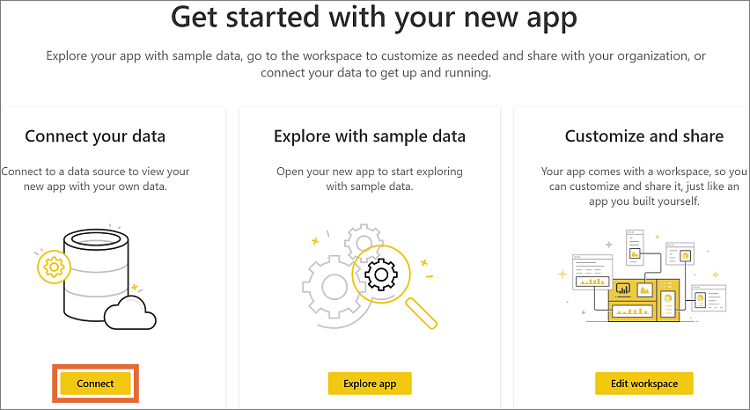 Get started with your new app
Explore your app with sample data, go to the workspace to customize as needed and share with your organization, or
connect your data to get up and running.
Connect your data
Connect to a data source to view your
new app with your own data.
Connect
Explore with sample data
Open your new app to start exploring
with sample data.
Explore app
Customize and share
Your app comes with a workspace, so you
can customize and share it, just like an
app you built yourself.
Edit workspace